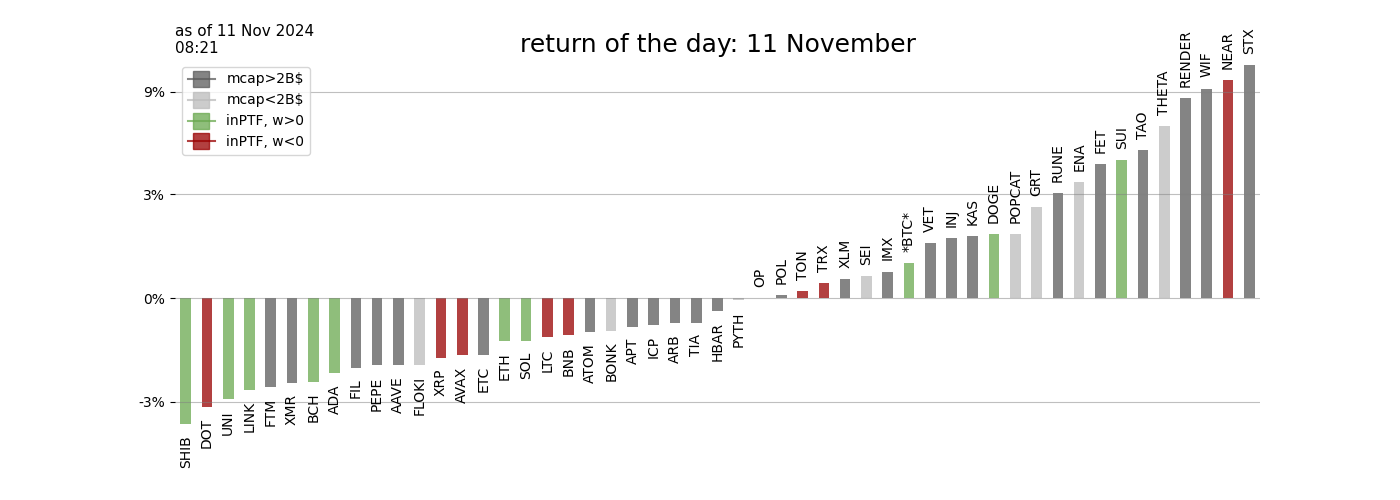 as of 11 Nov 2024
08:21
return of the day: 11 November
mcap>2B$
mcap<2B$
inPTF, w>0
inPTF, w<0
9%
3%
0%
-3%
SHIB
DOT
UNI
LINK
FTM
XMR
BCH
ADA
FIL
PEPE
AAVE
FLOKI
XRP
AVAX
ETC
ETH
SOL
LTC
BNB
ATOM
BONK
APT
ICP
ARB
TIA
HBAR
PYTH
OP
POL
TON
TRX
XLM
SEI
IMX
*BTC*
VET
INJ
KAS
DOGE
POPCAT
GRT
RUNE
ENA
FET
SUI
TAO
THETA
RENDER
WIF
NEAR
STX